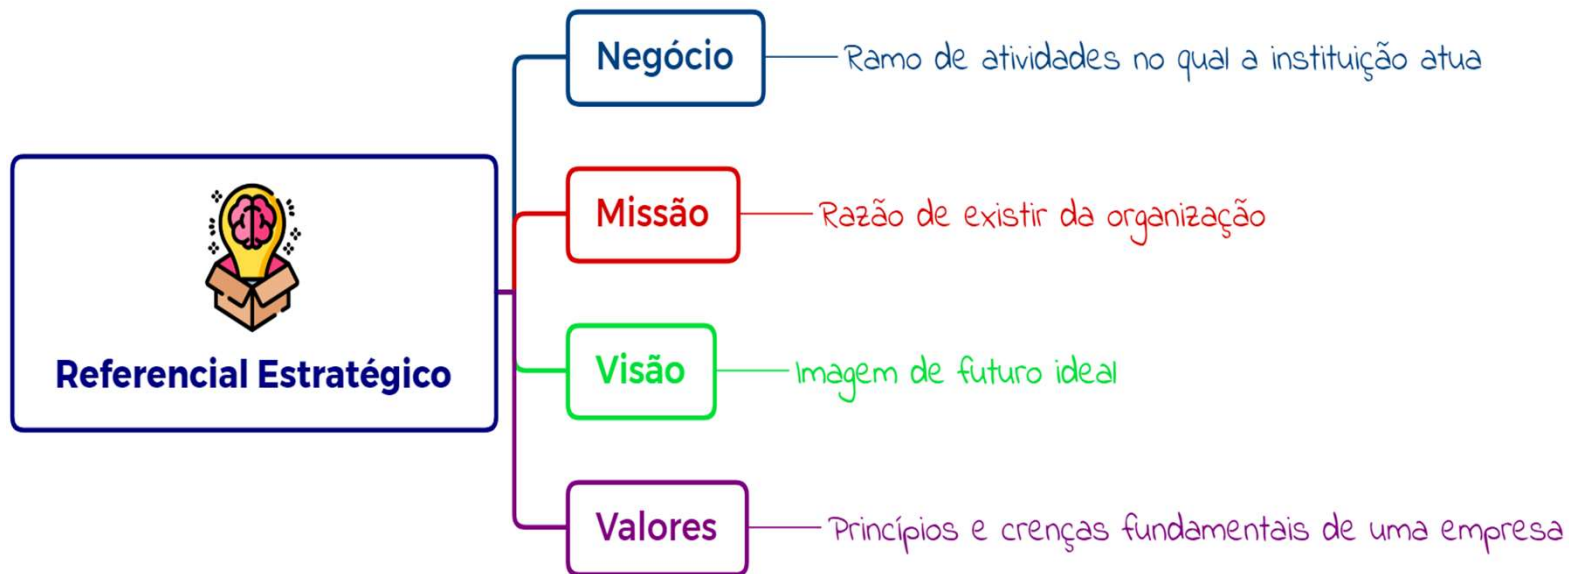 Negócio
Ramo de atividades no qual a instituição atua
Missão
Razão de existir da organização
Referencial Estratégico
Visão
Imagem de futuro ideal
Valores
Princípios e crenças fundamentais de uma empresa